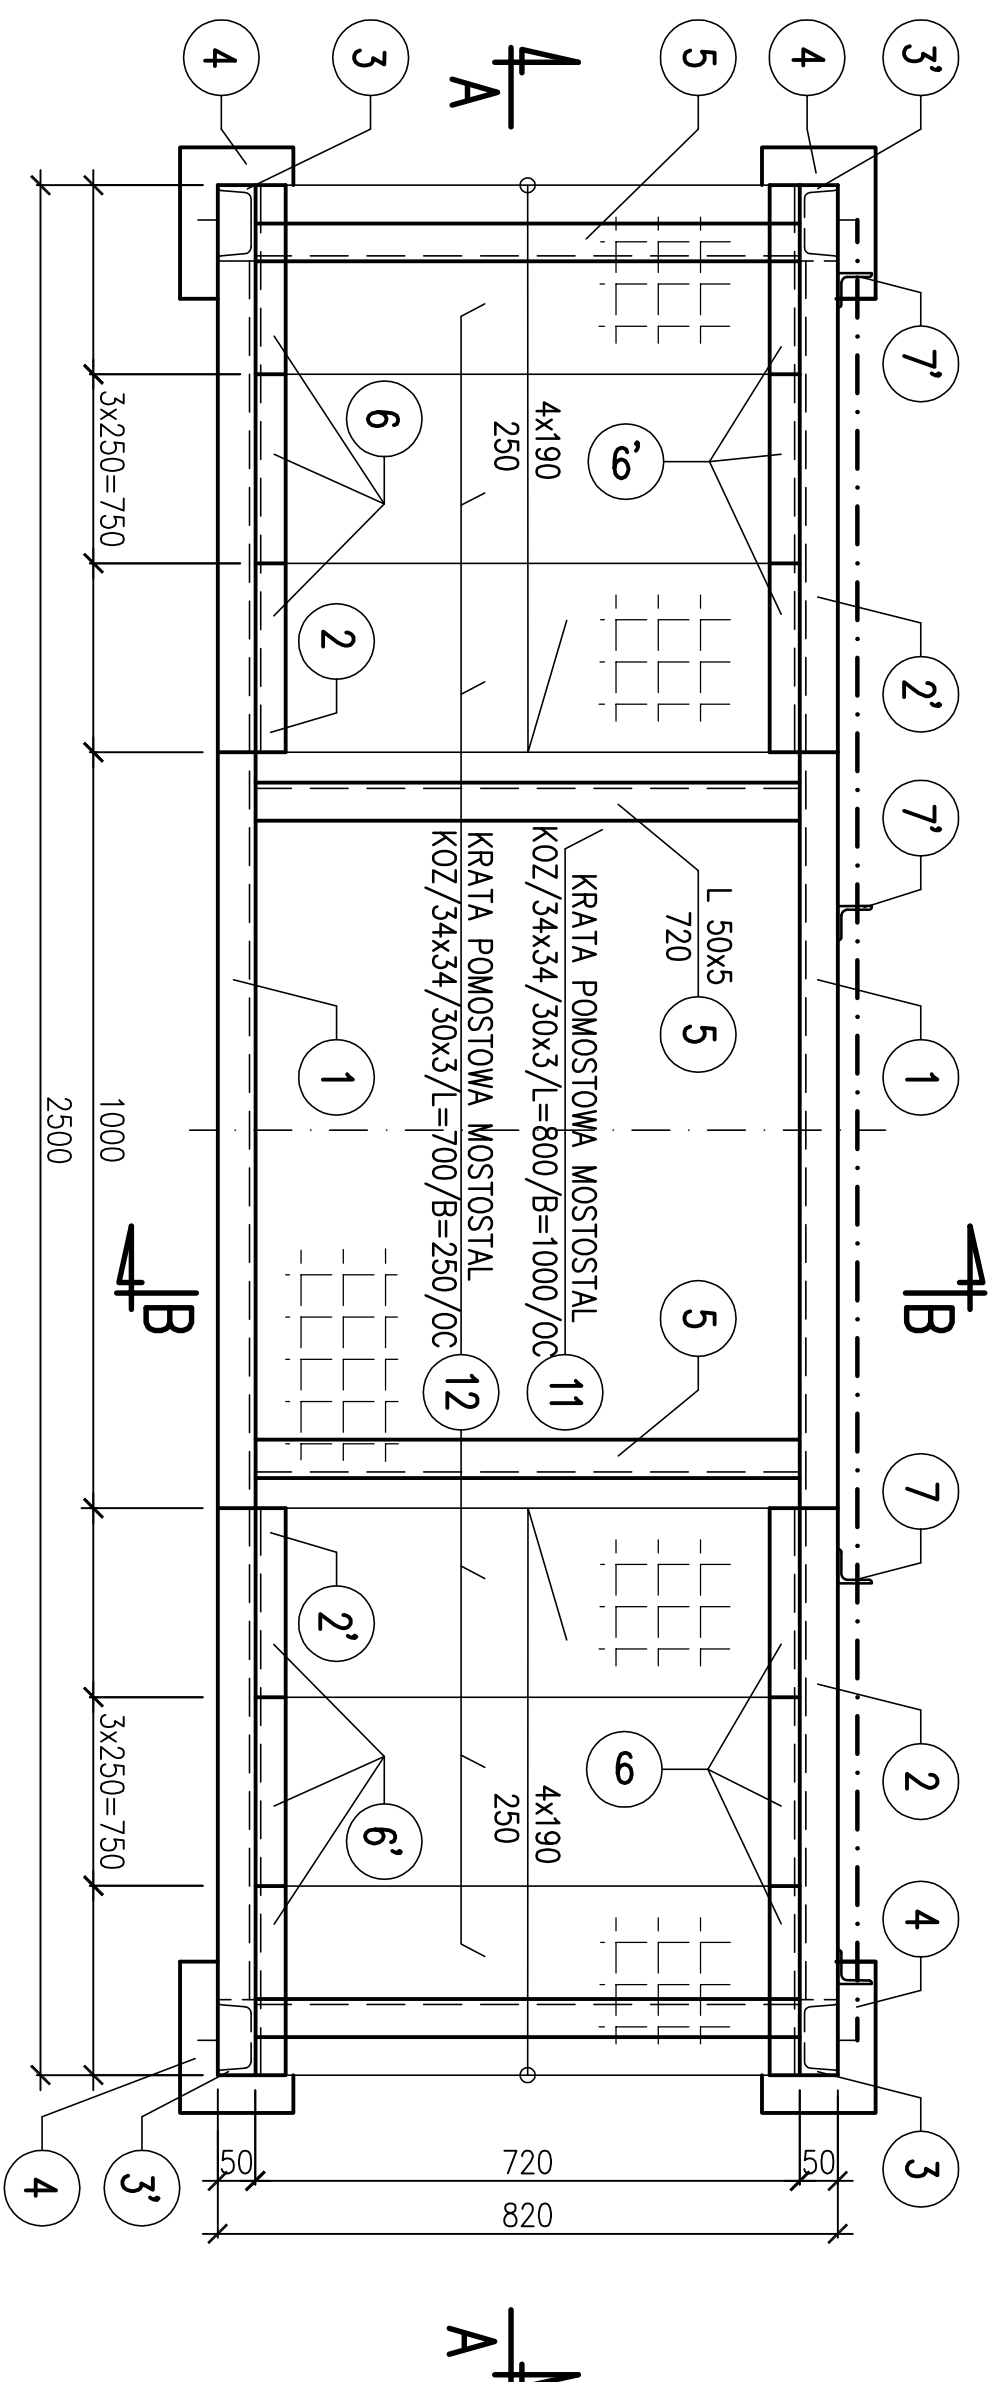 4
3
A
5
4
3'
7'
6
4x190
250
6'
3x250=750
2
2'
7'
L 50x5
720
5
1
KRATA POMOSTOWA MOSTOSTAL
KOZ/34x34/30x3/L=800/B=1000/OC
11
KRATA POMOSTOWA MOSTOSTAL
KOZ/34x34/30x3/L=700/B=250/OC
12
1
1000
2500
B
B
5
7
2'
6'
4x190
250
6
3x250=750
2
4
3
4
3'
50
720
50
820
A